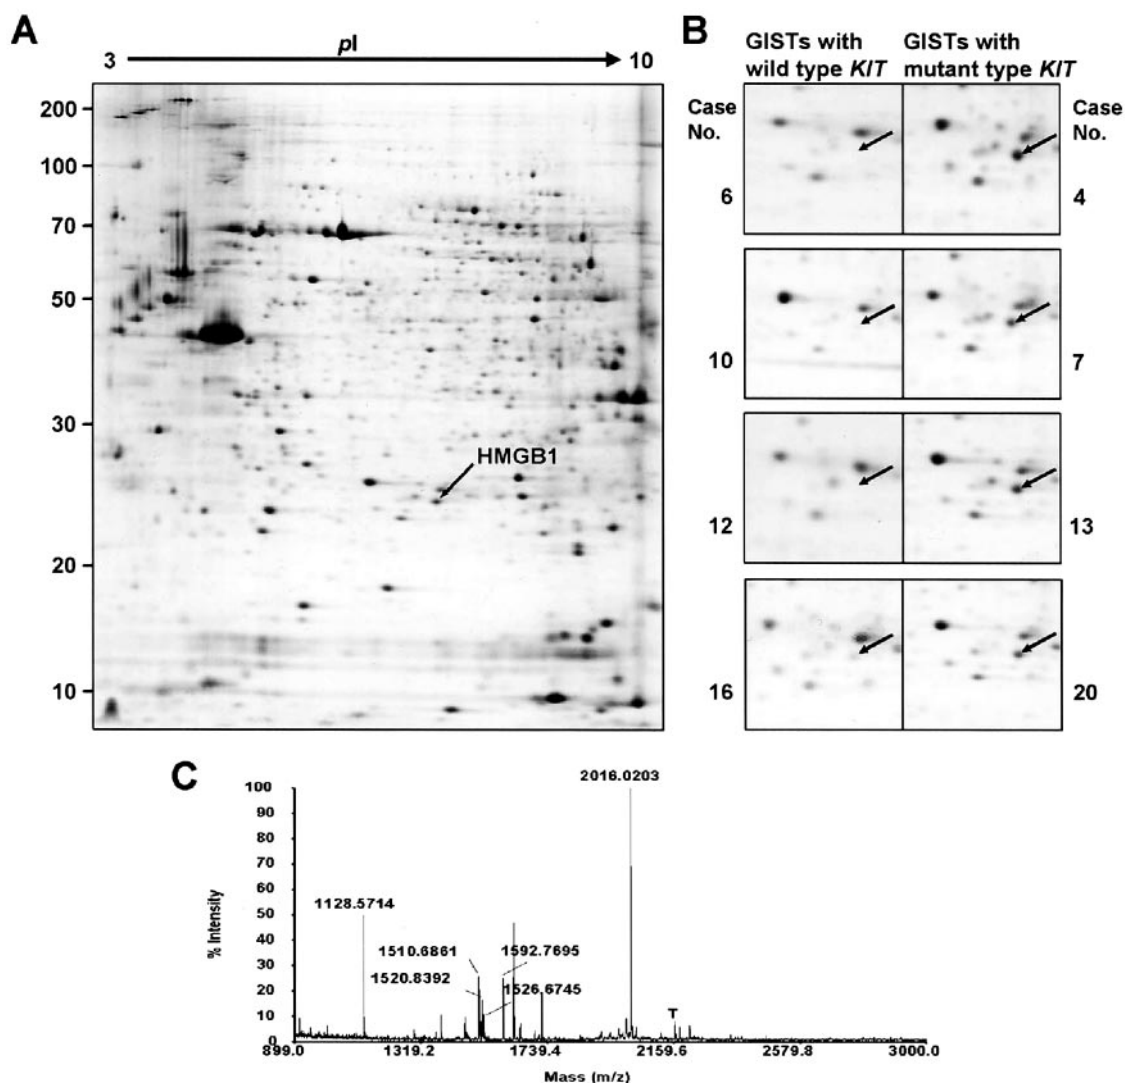 A
pI
3
10
200
100
70
50
30
20
10
HMGB1
B
GISTs with
wild type KIT
GISTs with
mutant type KIT
Case
No.
Case
No.
6
4
10
7
12
13
16
20
C
% Intensity
100
90
80
70
60
50
40
30
20
10
0
2016.0203
1128.5714
1510.6861
1592.7695
1520.8392
1526.6745
T
899.0
1319.2
1739.4
2159.6
2579.8
3000.0
Mass (m/z)